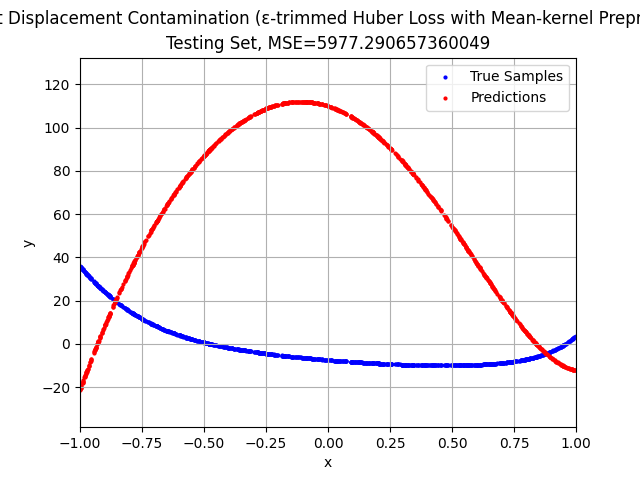 Displacement Contamination (ε-trimmed Huber Loss with Mean-kernel
Testing Set, MSE=5977.290657360049
True Samples
Predictions
y
120
100
80
60
40
20
0
−20
−1.00 −0.75 −0.50 −0.25 0.00 0.25 0.50 0.75 1.00
x